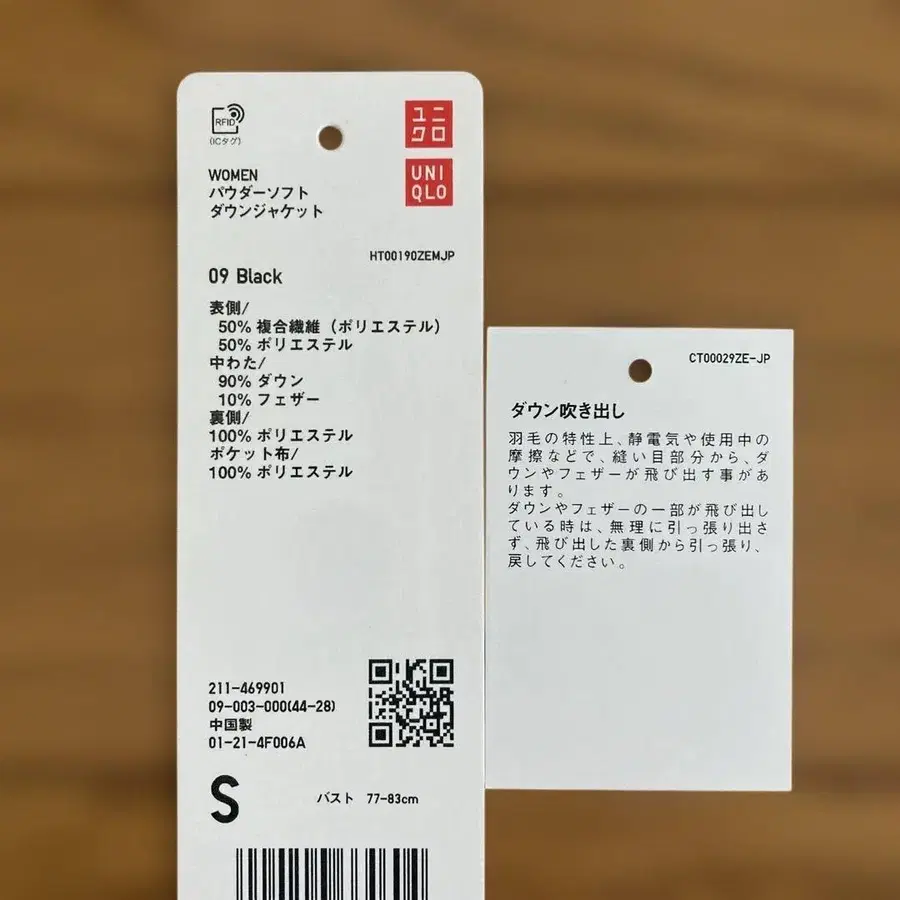 RFID
(ICタグ)
ユニ
クロ
UNI
QLO
WOMEN
パウダーソフト
ダウンジャケット
HT00190ZEMJP
09 Black
表側/
50% 複合繊維（ポリエステル）
50% ポリエステル
中わた/
90% ダウン
10% フェザー
裏側/
100% ポリエステル
ポケット布/
100% ポリエステル
211-469901
09-003-000(44-28)
中国製
01-21-4F006A
S
バスト 77-83cm
CT00029ZE-JP
ダウン吹き出し
羽毛の特性上、静電気や使用中の
摩擦などで、縫い目部分から、ダ
ウンやフェザーが飛び出す事があ
ります。
ダウンやフェザーの一部が飛び出し
ている時は、無理に引っ張り出さ
ず、飛び出した裏側から引っ張り、
戻してください。